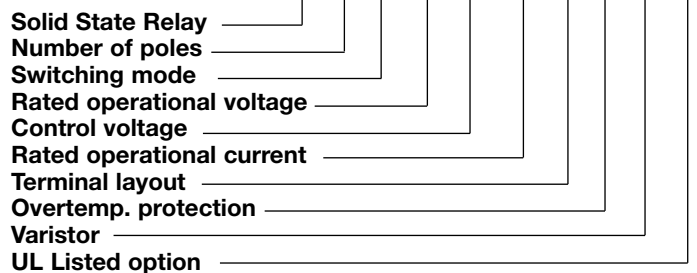 Solid State Relay
Number of poles
Switching mode
Rated operational voltage
Control voltage
Rated operational current
Terminal layout
Overtemp. protection
Varistor
UL Listed option